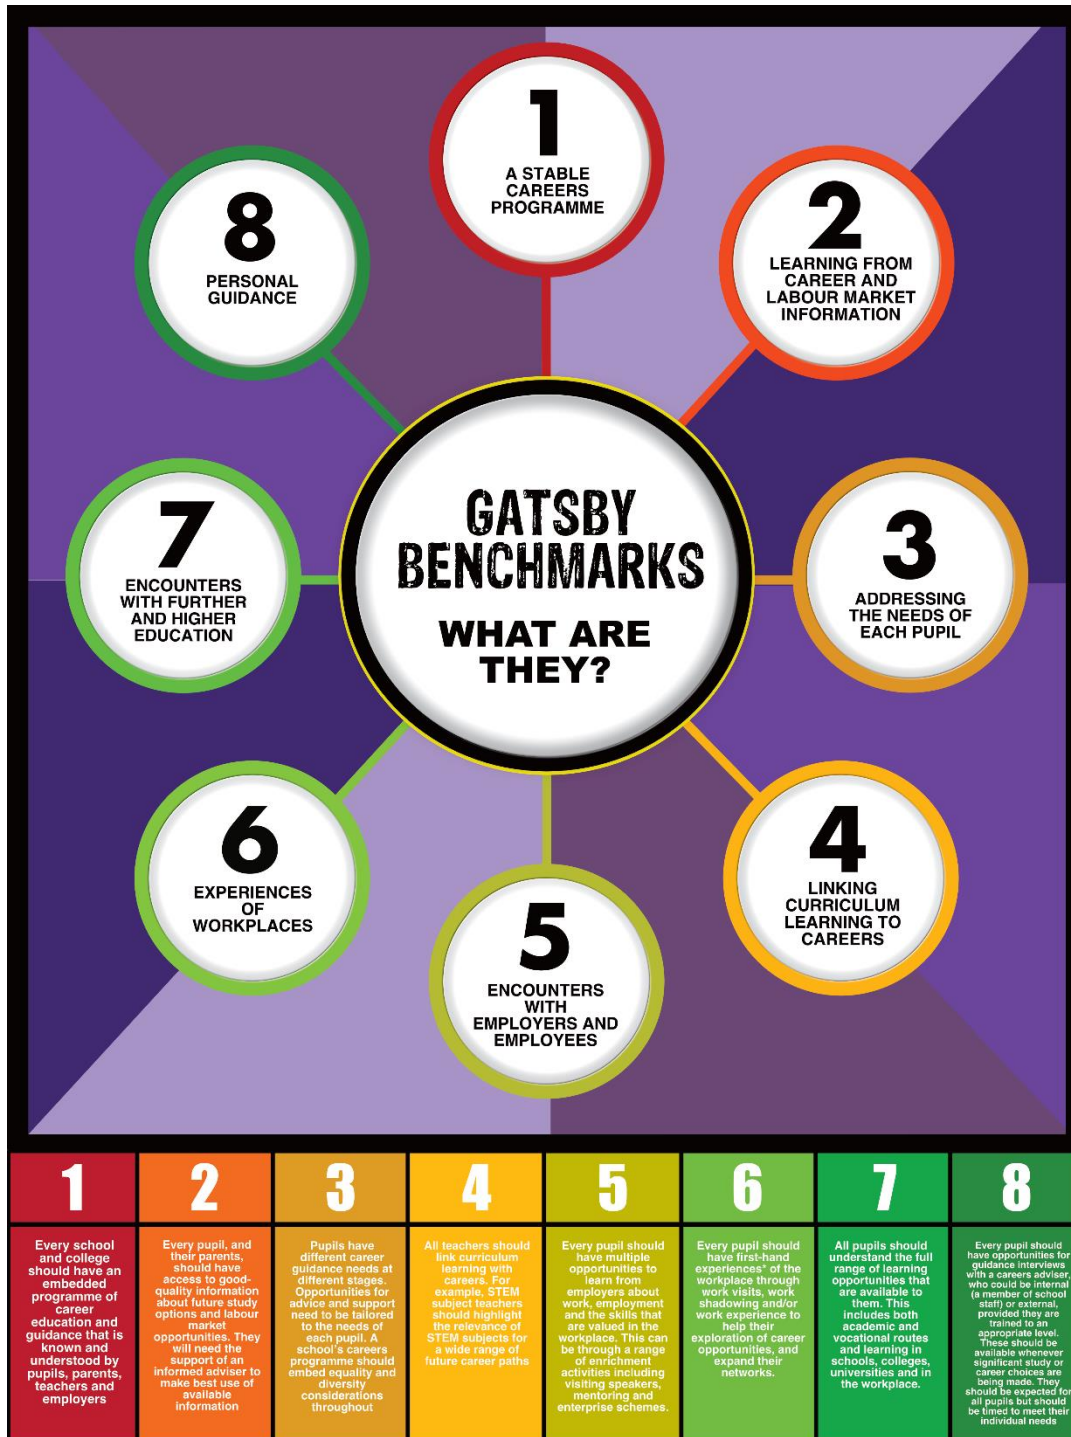 1
A STABLE
CAREERS
PROGRAMME
2
LEARNING FROM
CAREER AND
LABOUR MARKET
INFORMATION
3
ADDRESSING
THE NEEDS OF
EACH PUPIL
4
LINKING
CURRICULUM
LEARNING TO
CAREERS
5
ENCOUNTERS
WITH
EMPLOYERS AND
EMPLOYEES
6
EXPERIENCES
OF
WORKPLACES
7
ENCOUNTERS
WITH FURTHER
AND HIGHER
EDUCATION
8
PERSONAL
GUIDANCE
GATSBY
BENCHMARKS
WHAT ARE
THEY?
1
Every school
and college
should have an
embedded
programme of
career
education and
guidance that is
known and
understood by
pupils, parents,
teachers and
employers
2
Every pupil, and
their parents,
should have
access to good-
quality information
about future study
options and labour
market
opportunities. They
will need the
support of an
informed adviser to
make best use of
available
information
3
Pupils have
different career
guidance needs at
different stages.
Opportunities for
advice and support
need to be tailored
to the needs of
each pupil. A
school's careers
programme should
embed equality and
diversity
considerations
throughout
4
All teachers should
link curriculum
learning with
careers. For
example, STEM
subject teachers
should highlight
the relevance of
STEM subjects for
a wide range of
future career paths
5
Every pupil should
have multiple
opportunities to
learn from
employers about
work, employment
and the skills that
are valued in the
workplace. This can
be through a range
of enrichment
activities including
visiting speakers,
mentoring and
enterprise schemes.
6
Every pupil should
have first-hand
experiences* of the
workplace through
work visits, work
shadowing and/or
work experience to
help their
exploration of career
opportunities, and
expand their
networks.
7
All pupils should
understand the full
range of learning
opportunities that
are available to
them. This
includes both
academic and
vocational routes
and learning in
schools, colleges,
universities and in
the workplace.
8
Every pupil should
have opportunities for
guidance interviews
with a careers adviser,
who could be internal
(a member of school
staff) or external,
provided they are
trained to an
appropriate level.
These should be
available whenever
significant study or
career choices are
being made. They
should be expected for
all pupils but should
be timed to meet their
individual needs